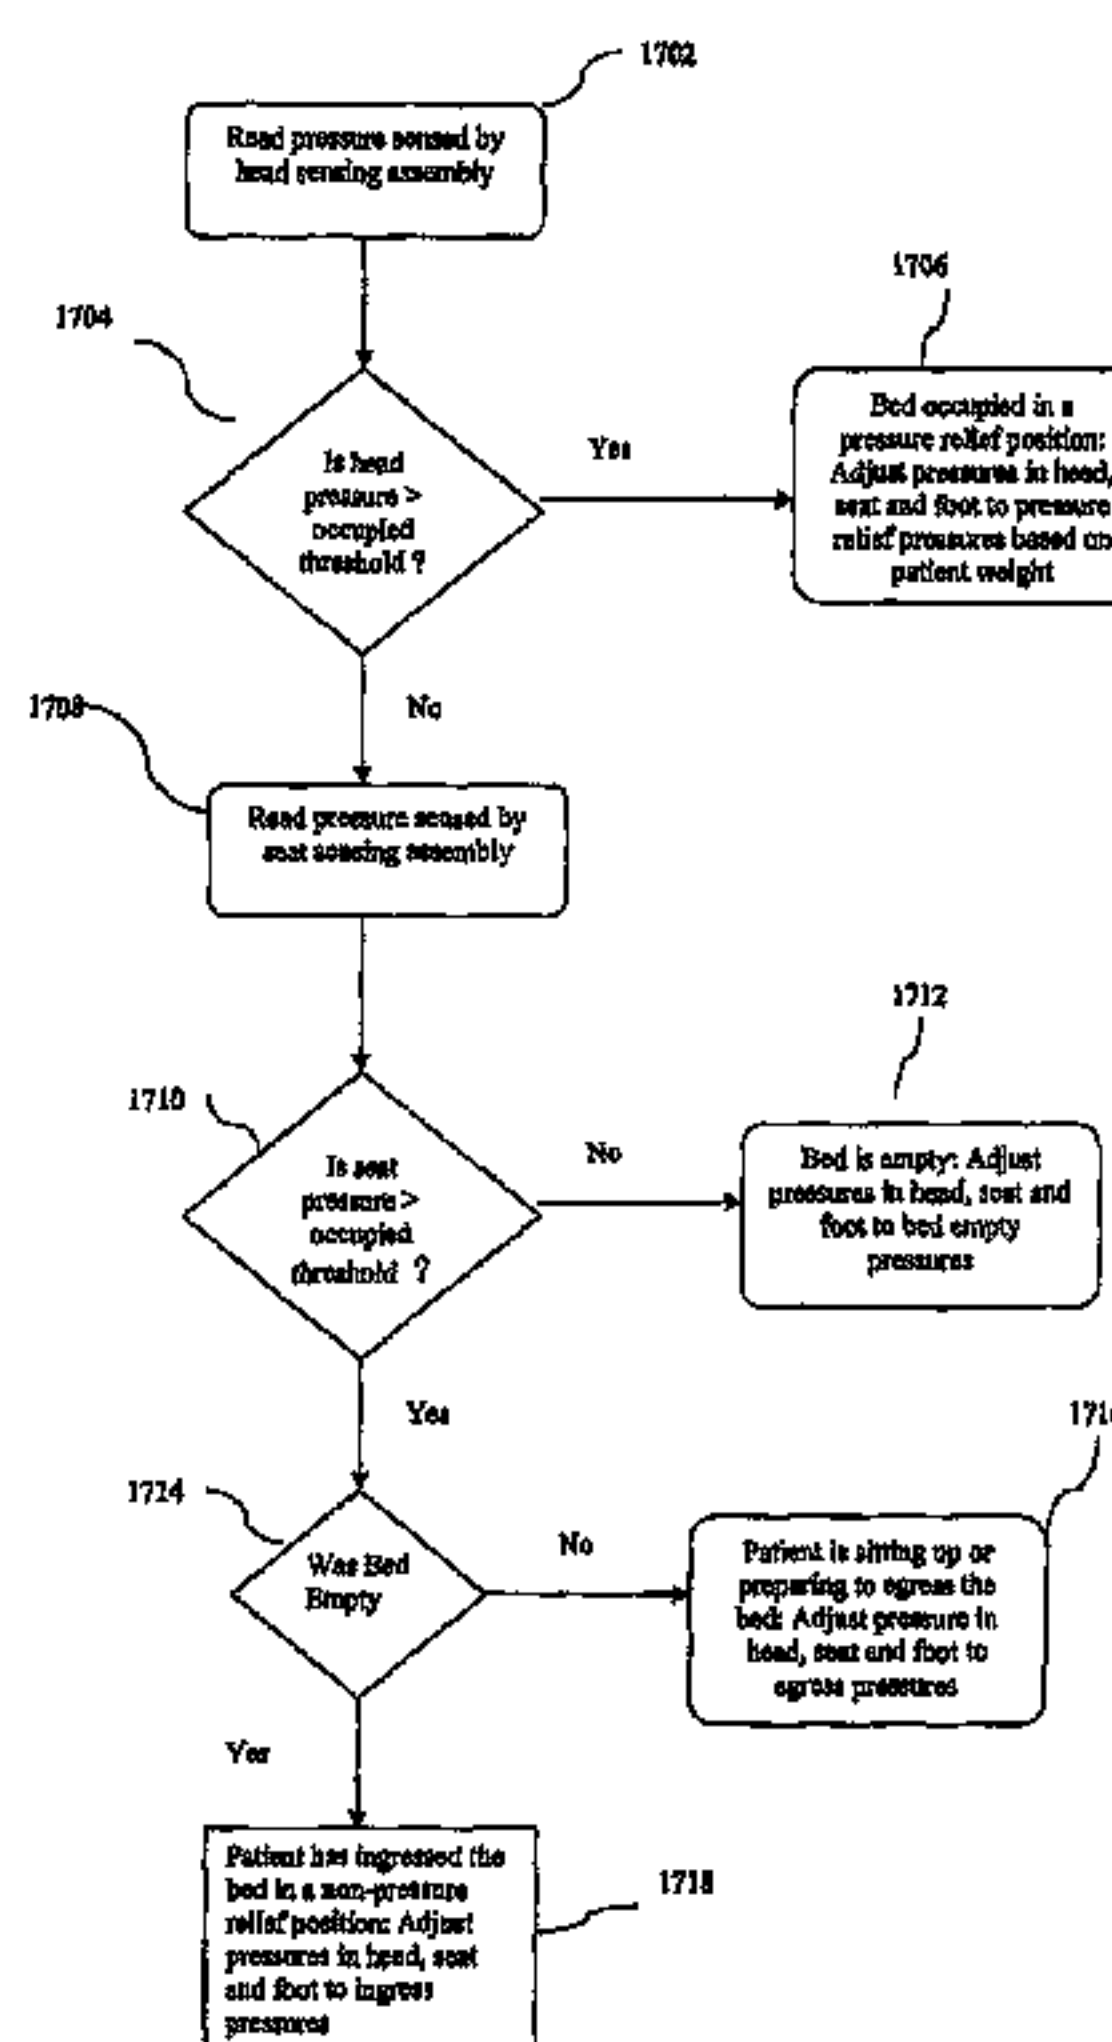 1702
Read pressure sensed by
head sensing assembly
1704
1706
Is head
pressure >
occupied
threshold ?
Yes
Bed occupied in a
pressure relief position:
Adjust pressures in head,
seat and foot to pressure
relief pressures based on
patient weight
No
1708
Read pressure sensed by
seat sensing assembly
1712
1710
Is seat
pressure >
occupied
threshold ?
No
Bed is empty: Adjust
pressures in head, seat and
foot to bed empty
pressures
Yes
1714
Was Bed
Empty
No
Patient is sitting up or
preparing to egress the
bed: Adjust pressure in
head, seat and foot to
egress pressures
Yes
Patient has ingressed the
bed in a non-pressure
relief position: Adjust
pressures in head, seat
and foot to ingress
pressures
1718